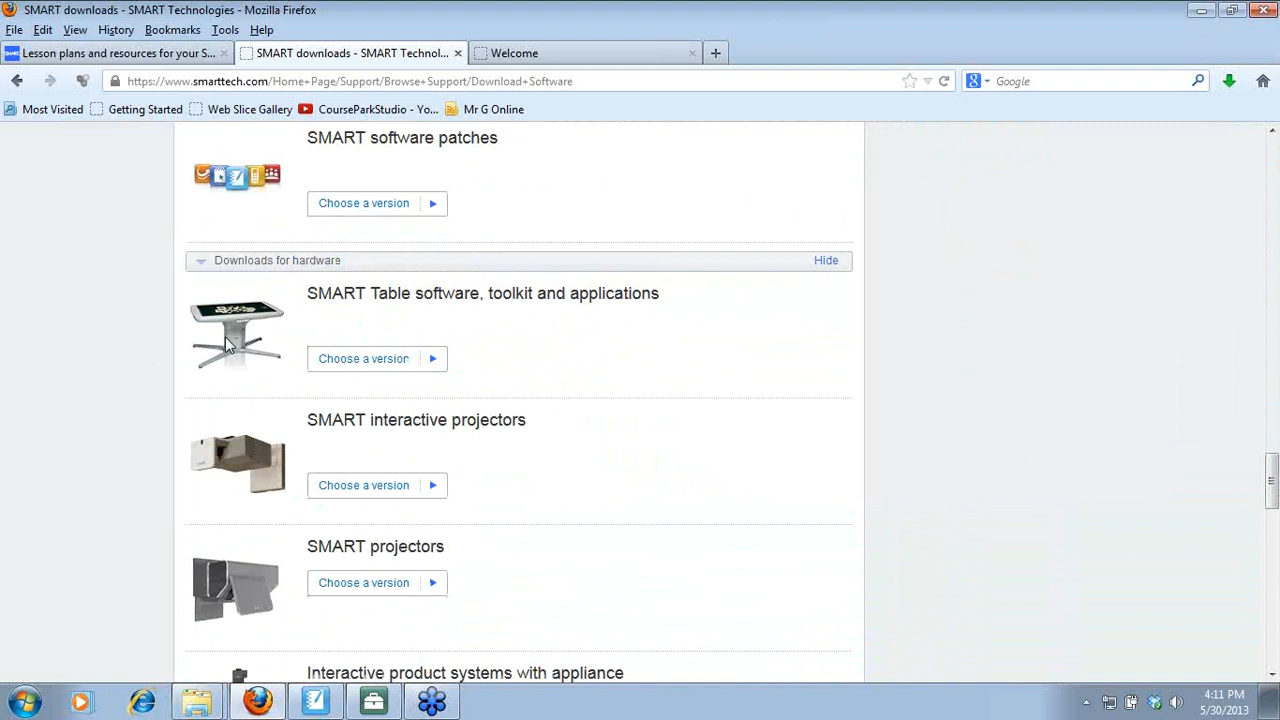 SMART downloads - SMART Technologies - Mozilla Firefox
File Edit View History Bookmarks Tools Help
Lesson plans and resources for your S...
SMART downloads - SMART Technol...
Welcome
https://www.smarttech.com/Home+Page/Support/Browse+Support/Download+Software
Google
Most Visited Getting Started Web Slice Gallery CourseParkStudio - Yo... Mr G Online
SMART software patches
Choose a version
Downloads for hardware Hide
SMART Table software, toolkit and applications
Choose a version
SMART interactive projectors
Choose a version
SMART projectors
Choose a version
Interactive product systems with appliance
4:11 PM
5/30/2013